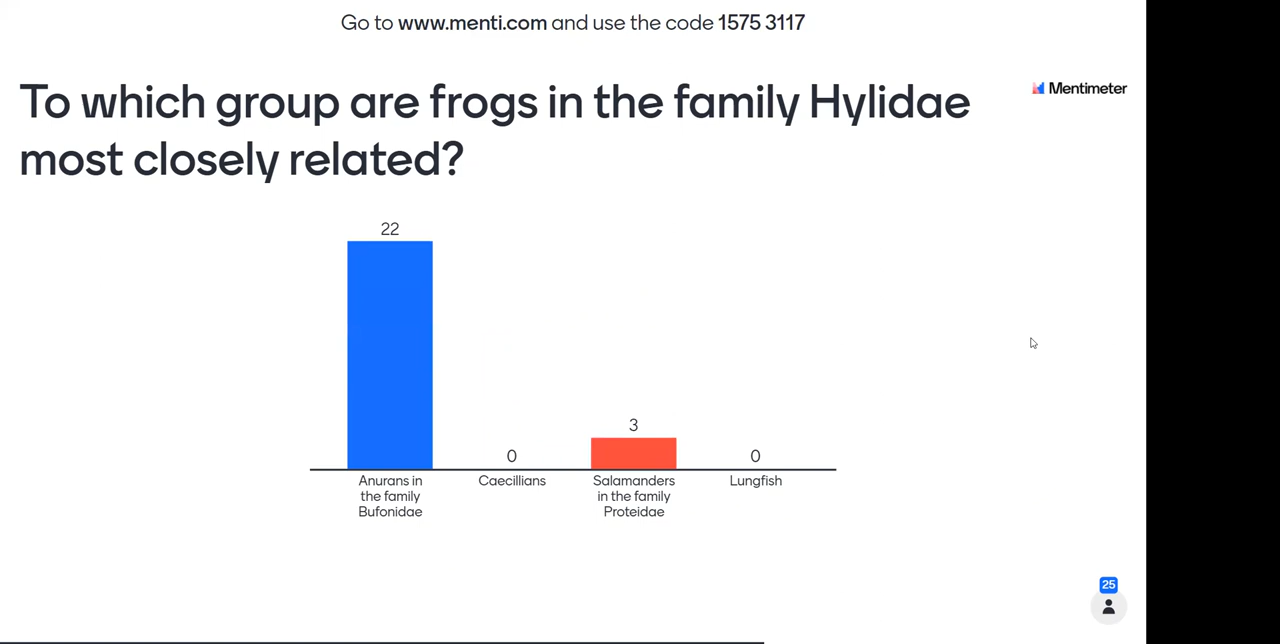 Go to www.menti.com and use the code 1575 3117
Mentimeter
To which group are frogs in the family Hylidae
most closely related?
22
0
3
0
Anurans in
the family
Bufonidae
Caecillians
Salamanders
in the family
Proteidae
Lungfish
25